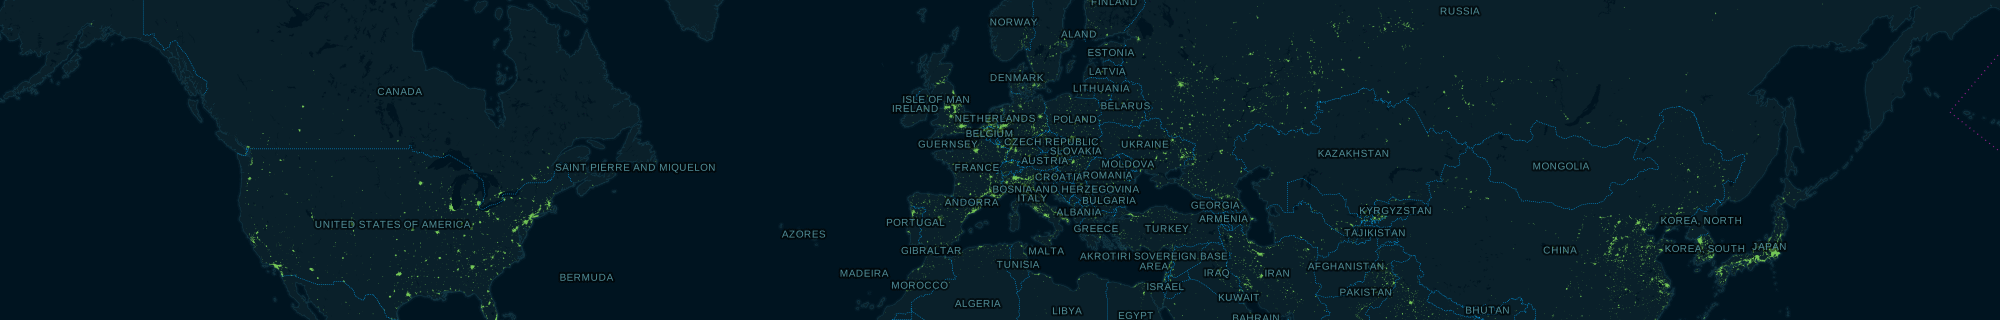 FINLAND
RUSSIA
NORWAY
ALAND
ESTONIA
LATVIA
DENMARK
LITHUANIA
CANADA
ISLE OF MAN
IRELAND
BELARUS
NETHERLANDS
POLAND
BELGIUM
GUERNSEY
CZECH REPUBLIC
UKRAINE
SLOVAKIA
KAZAKHSTAN
AUSTRIA
MOLDOVA
SAINT PIERRE AND MIQUELON
FRANCE
MONGOLIA
CROATIA
ROMANIA
BOSNIA AND HERZEGOVINA
ITALY
ANDORRA
BULGARIA
GEORGIA
ALBANIA
KYRGYZSTAN
ARMENIA
UNITED STATES OF AMERICA
PORTUGAL
KOREA, NORTH
GREECE
TURKEY
AZORES
TAJIKISTAN
GIBRALTAR
MALTA
CHINA
KOREA, SOUTH
JAPAN
AKROTIRI SOVEREIGN BASE
AREA
TUNISIA
AFGHANISTAN
MADEIRA
IRAQ
IRAN
BERMUDA
MOROCCO
ISRAEL
PAKISTAN
KUWAIT
ALGERIA
LIBYA
BHUTAN
EGYPT
BAHRAIN